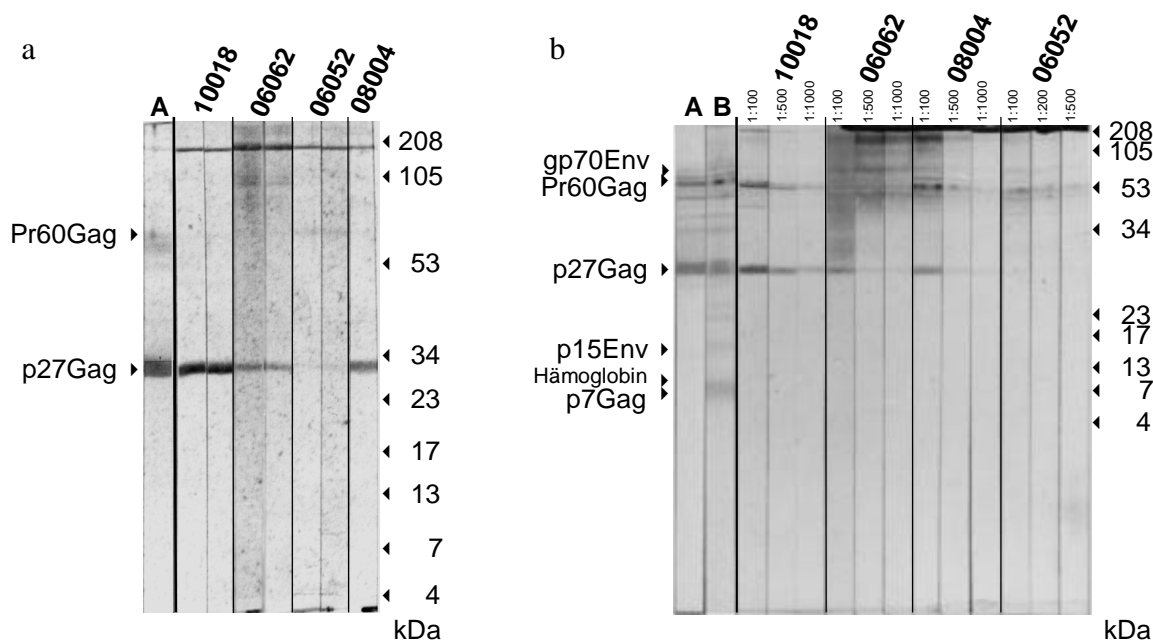 a
A 10018 06062 06052 08004
Pr60Gag
p27Gag
208
105
53
34
23
17
13
7
4
kDa
b
10018 06062 08004 06052
A B 1:100 1:500 1:1000 1:100 1:500 1:1000 1:100 1:500 1:1000 1:100 1:200 1:500
gp70Env
Pr60Gag
p27Gag
p15Env
Hämoglobin
p7Gag
208
105
53
34
23
17
13
7
4
kDa